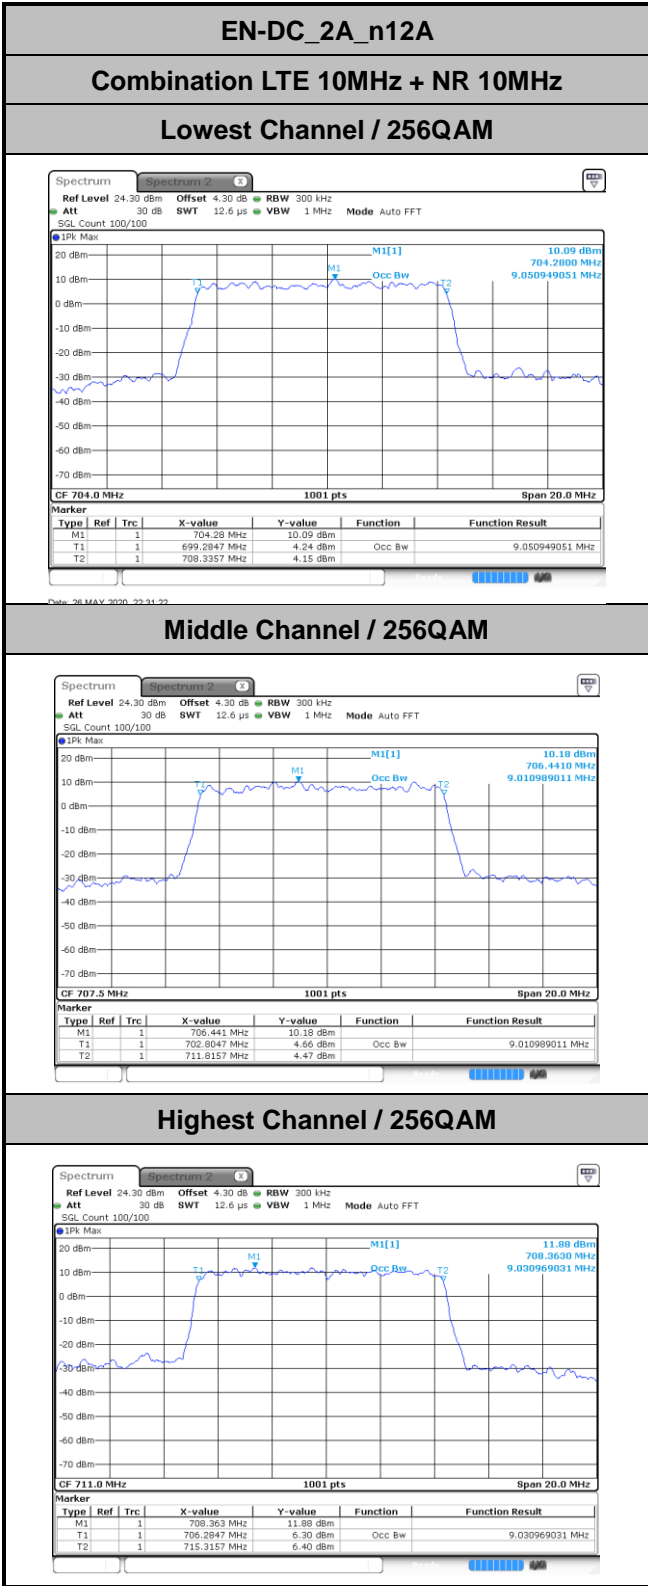 EN-DC_2A_n12A
Combination LTE 10MHz + NR 10MHz
Lowest Channel / 256QAM
Spectrum Spectrum 2 X
Ref Level 24.30 dBm Offset 4.30 dB RBW 300 kHz
Att 30 dB SWT 12.6 µs VBW 1 MHz Mode Auto FFT
SGL Count 100/100
1Pk Max
M1[1] 10.09 dBm
704.2800 MHz
Occ Bw 9.050949051 MHz
20 dBm
10 dBm
0 dBm
-10 dBm
-20 dBm
-30 dBm
-40 dBm
-50 dBm
-60 dBm
-70 dBm
T1
M1
T2
CF 704.0 MHz 1001 pts Span 20.0 MHz
Marker
Type Ref Trc X-value Y-value Function Function Result
M1 1 704.28 MHz 10.09 dBm
T1 1 699.2847 MHz 4.24 dBm Occ Bw 9.050949051 MHz
T2 1 708.3357 MHz 4.15 dBm
Date: 26 MAY 2020 22:31:22
Middle Channel / 256QAM
Spectrum Spectrum 2 X
Ref Level 24.30 dBm Offset 4.30 dB RBW 300 kHz
Att 30 dB SWT 12.6 µs VBW 1 MHz Mode Auto FFT
SGL Count 100/100
1Pk Max
M1[1] 10.18 dBm
706.4410 MHz
Occ Bw 9.010989011 MHz
20 dBm
10 dBm
0 dBm
-10 dBm
-20 dBm
-30 dBm
-40 dBm
-50 dBm
-60 dBm
-70 dBm
T1
M1
T2
CF 707.5 MHz 1001 pts Span 20.0 MHz
Marker
Type Ref Trc X-value Y-value Function Function Result
M1 1 706.441 MHz 10.18 dBm
T1 1 702.8047 MHz 4.66 dBm Occ Bw 9.010989011 MHz
T2 1 711.8157 MHz 4.47 dBm
Highest Channel / 256QAM
Spectrum Spectrum 2 X
Ref Level 24.30 dBm Offset 4.30 dB RBW 300 kHz
Att 30 dB SWT 12.6 µs VBW 1 MHz Mode Auto FFT
SGL Count 100/100
1Pk Max
M1[1] 11.88 dBm
708.3630 MHz
Occ Bw 9.030969031 MHz
20 dBm
10 dBm
0 dBm
-10 dBm
-20 dBm
-30 dBm
-40 dBm
-50 dBm
-60 dBm
-70 dBm
T1
M1
T2
CF 711.0 MHz 1001 pts Span 20.0 MHz
Marker
Type Ref Trc X-value Y-value Function Function Result
M1 1 708.363 MHz 11.88 dBm
T1 1 706.2847 MHz 6.30 dBm Occ Bw 9.030969031 MHz
T2 1 715.3157 MHz 6.40 dBm